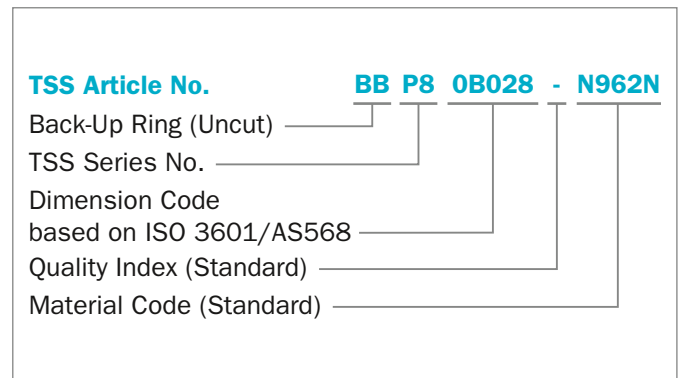 TSS Article No. BB P8 0B028 - N962N
Back-Up Ring (Uncut)
TSS Series No.
Dimension Code
based on ISO 3601/AS568
Quality Index (Standard)
Material Code (Standard)